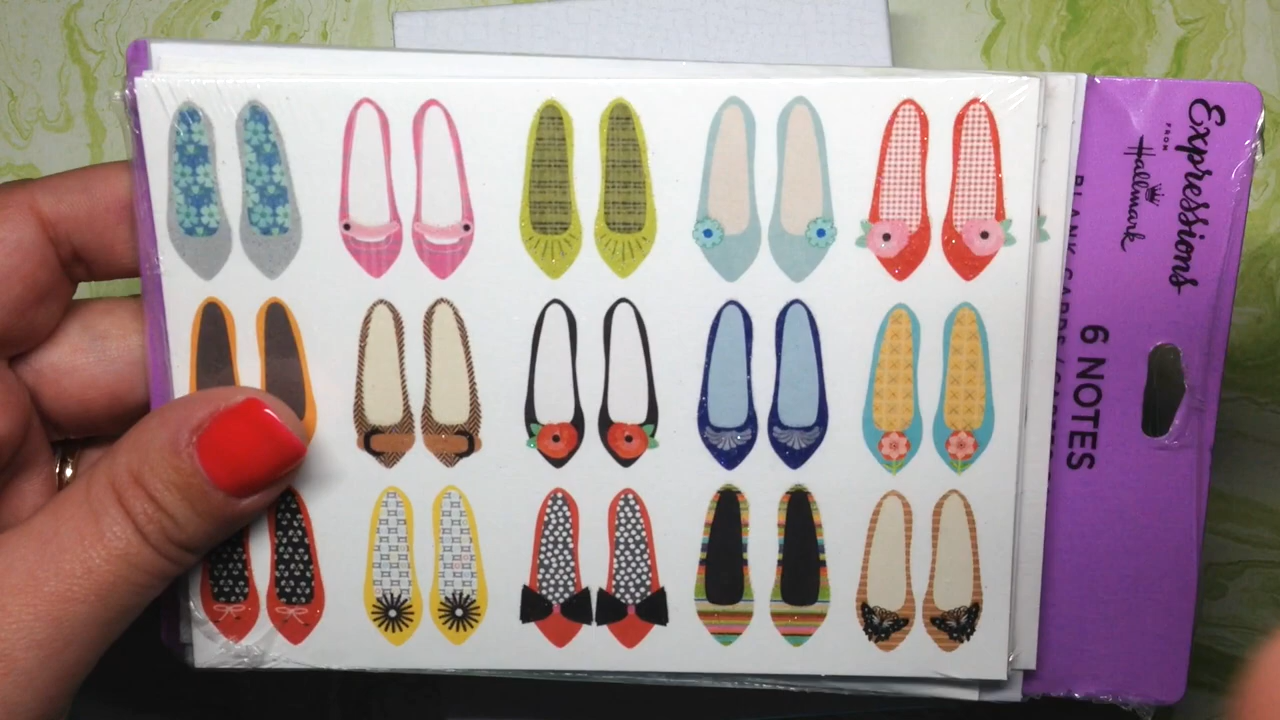 Expressions
FROM
Hallmark
6 NOTES
BLANK CARDS /